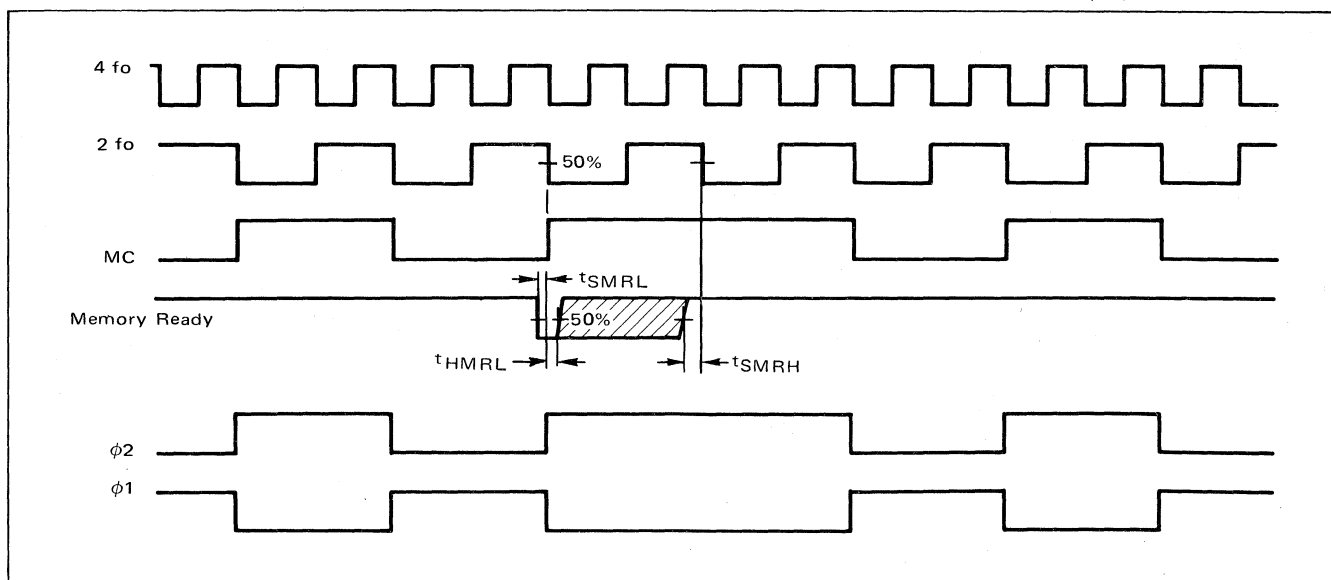 4 fo
2 fo
50%
MC
tSMRL
Memory Ready
50%
tHMRL
tSMRH
ϕ2
ϕ1